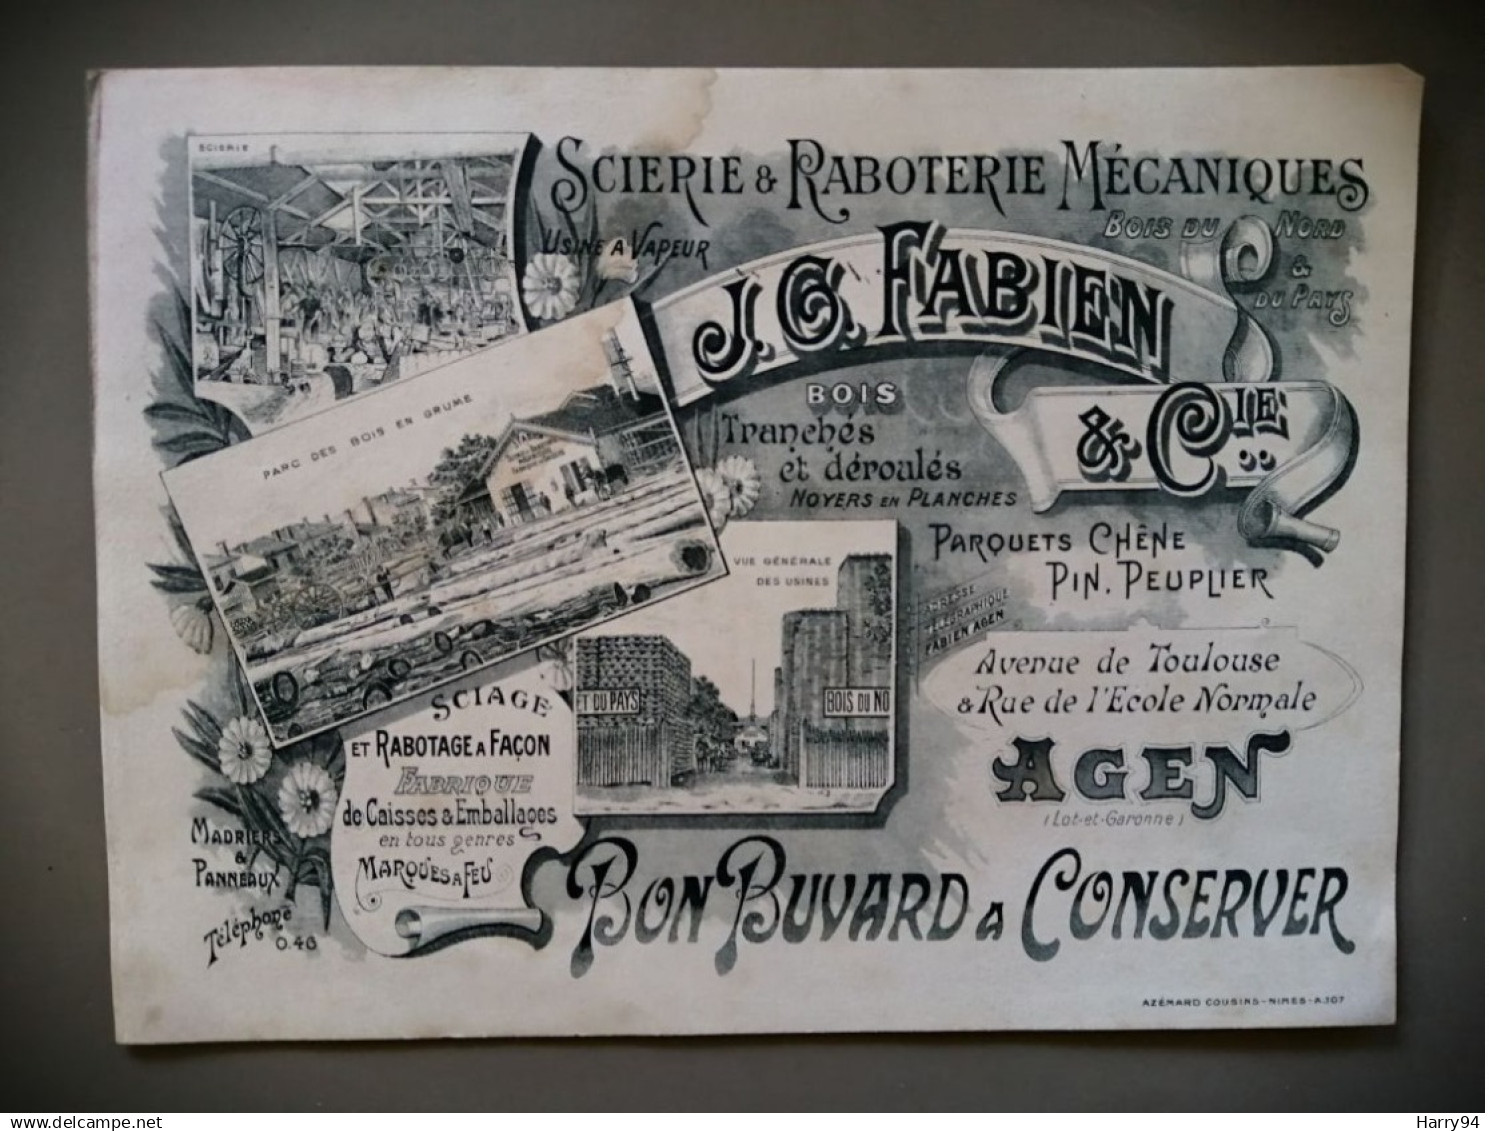 SCIERIE
SCIERIE & RABOTERIE MÉCANIQUES
USINE A VAPEUR
BOIS DU NORD
&
DU PAYS
J. G. FABIEN
& CIE
PARC DES BOIS EN GRUME
BOIS
Tranchés
et déroulés
NOYERS EN PLANCHES
PARQUETS CHÊNE
PIN, PEUPLIER
VUE GÉNÉRALE
DES USINES
ADRESSE
TÉLÉGRAPHIQUE
FABIEN AGEN
ET DU PAYS
BOIS DU NO
Avenue de Toulouse
& Rue de l'Ecole Normale
AGEN
(Lot-et-Garonne)
SCIAGE
ET RABOTAGE A FAÇON
FABRIQUE
de Caisses & Emballages
en tous genres
MARQUES A FEU
MADRIERS
&
PANNEAUX
Téléphone
0.46
BON BUVARD A CONSERVER
AZÉMARD COUSINS-NIMES-A.107
Harry94